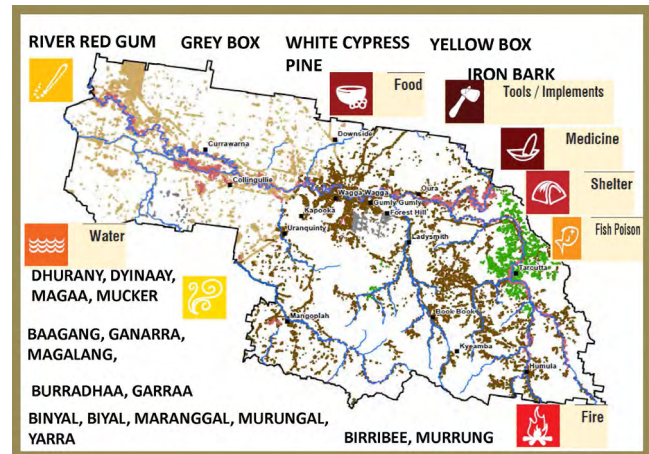 RIVER RED GUM
GREY BOX
WHITE CYPRESS
PINE
YELLOW BOX
IRON BARK
Food
Tools / Implements
Medicine
Shelter
Fish Poison
Downside
Currawarna
Collingullie
Wagga Wagga
Oura
Gumly Gumly
Kapooka
Forest Hill
Uranquinty
Ladysmith
Tarcutta
Book Book
Mangoplah
Kyeamba
Humula
Water
DHURANY, DYINAAY,
MAGAA, MUCKER
BAAGANG, GANARRA,
MAGALANG,
BURRADHAA, GARRAA
BINYAL, BIYAL, MARANGGAL, MURUNGAL,
YARRA
BIRRIBEE, MURRUNG
Fire